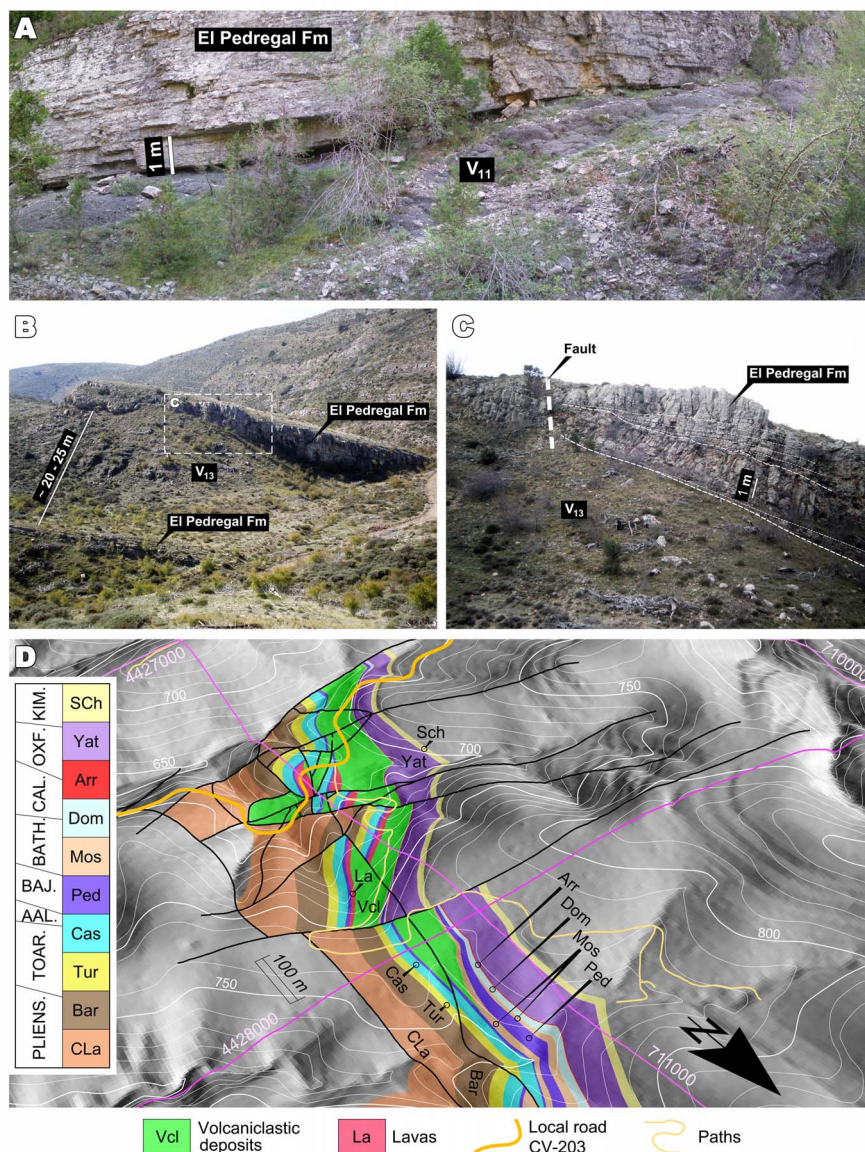 A
El Pedregal Fm
1 m
V11
B
C
El Pedregal Fm
V13
~ 20 - 25 m
El Pedregal Fm
C
Fault
El Pedregal Fm
1 m
V13
D
4427000
710000
700
750
650
Sch
700
Yat
KIM.
OXF.
CAL.
BATH.
BAJ.
AAL.
TOAR.
PLIENS.
SCh
Yat
Arr
Dom
Mos
Ped
Cas
Tur
Bar
CLa
La
Vcl
Arr
Dom
Mos
Ped
800
100 m
750
Cas
Tur
CLa
Bar
4428000
711000
N
Vcl
Volcaniclastic
deposits
La
Lavas
Local road
CV-203
Paths